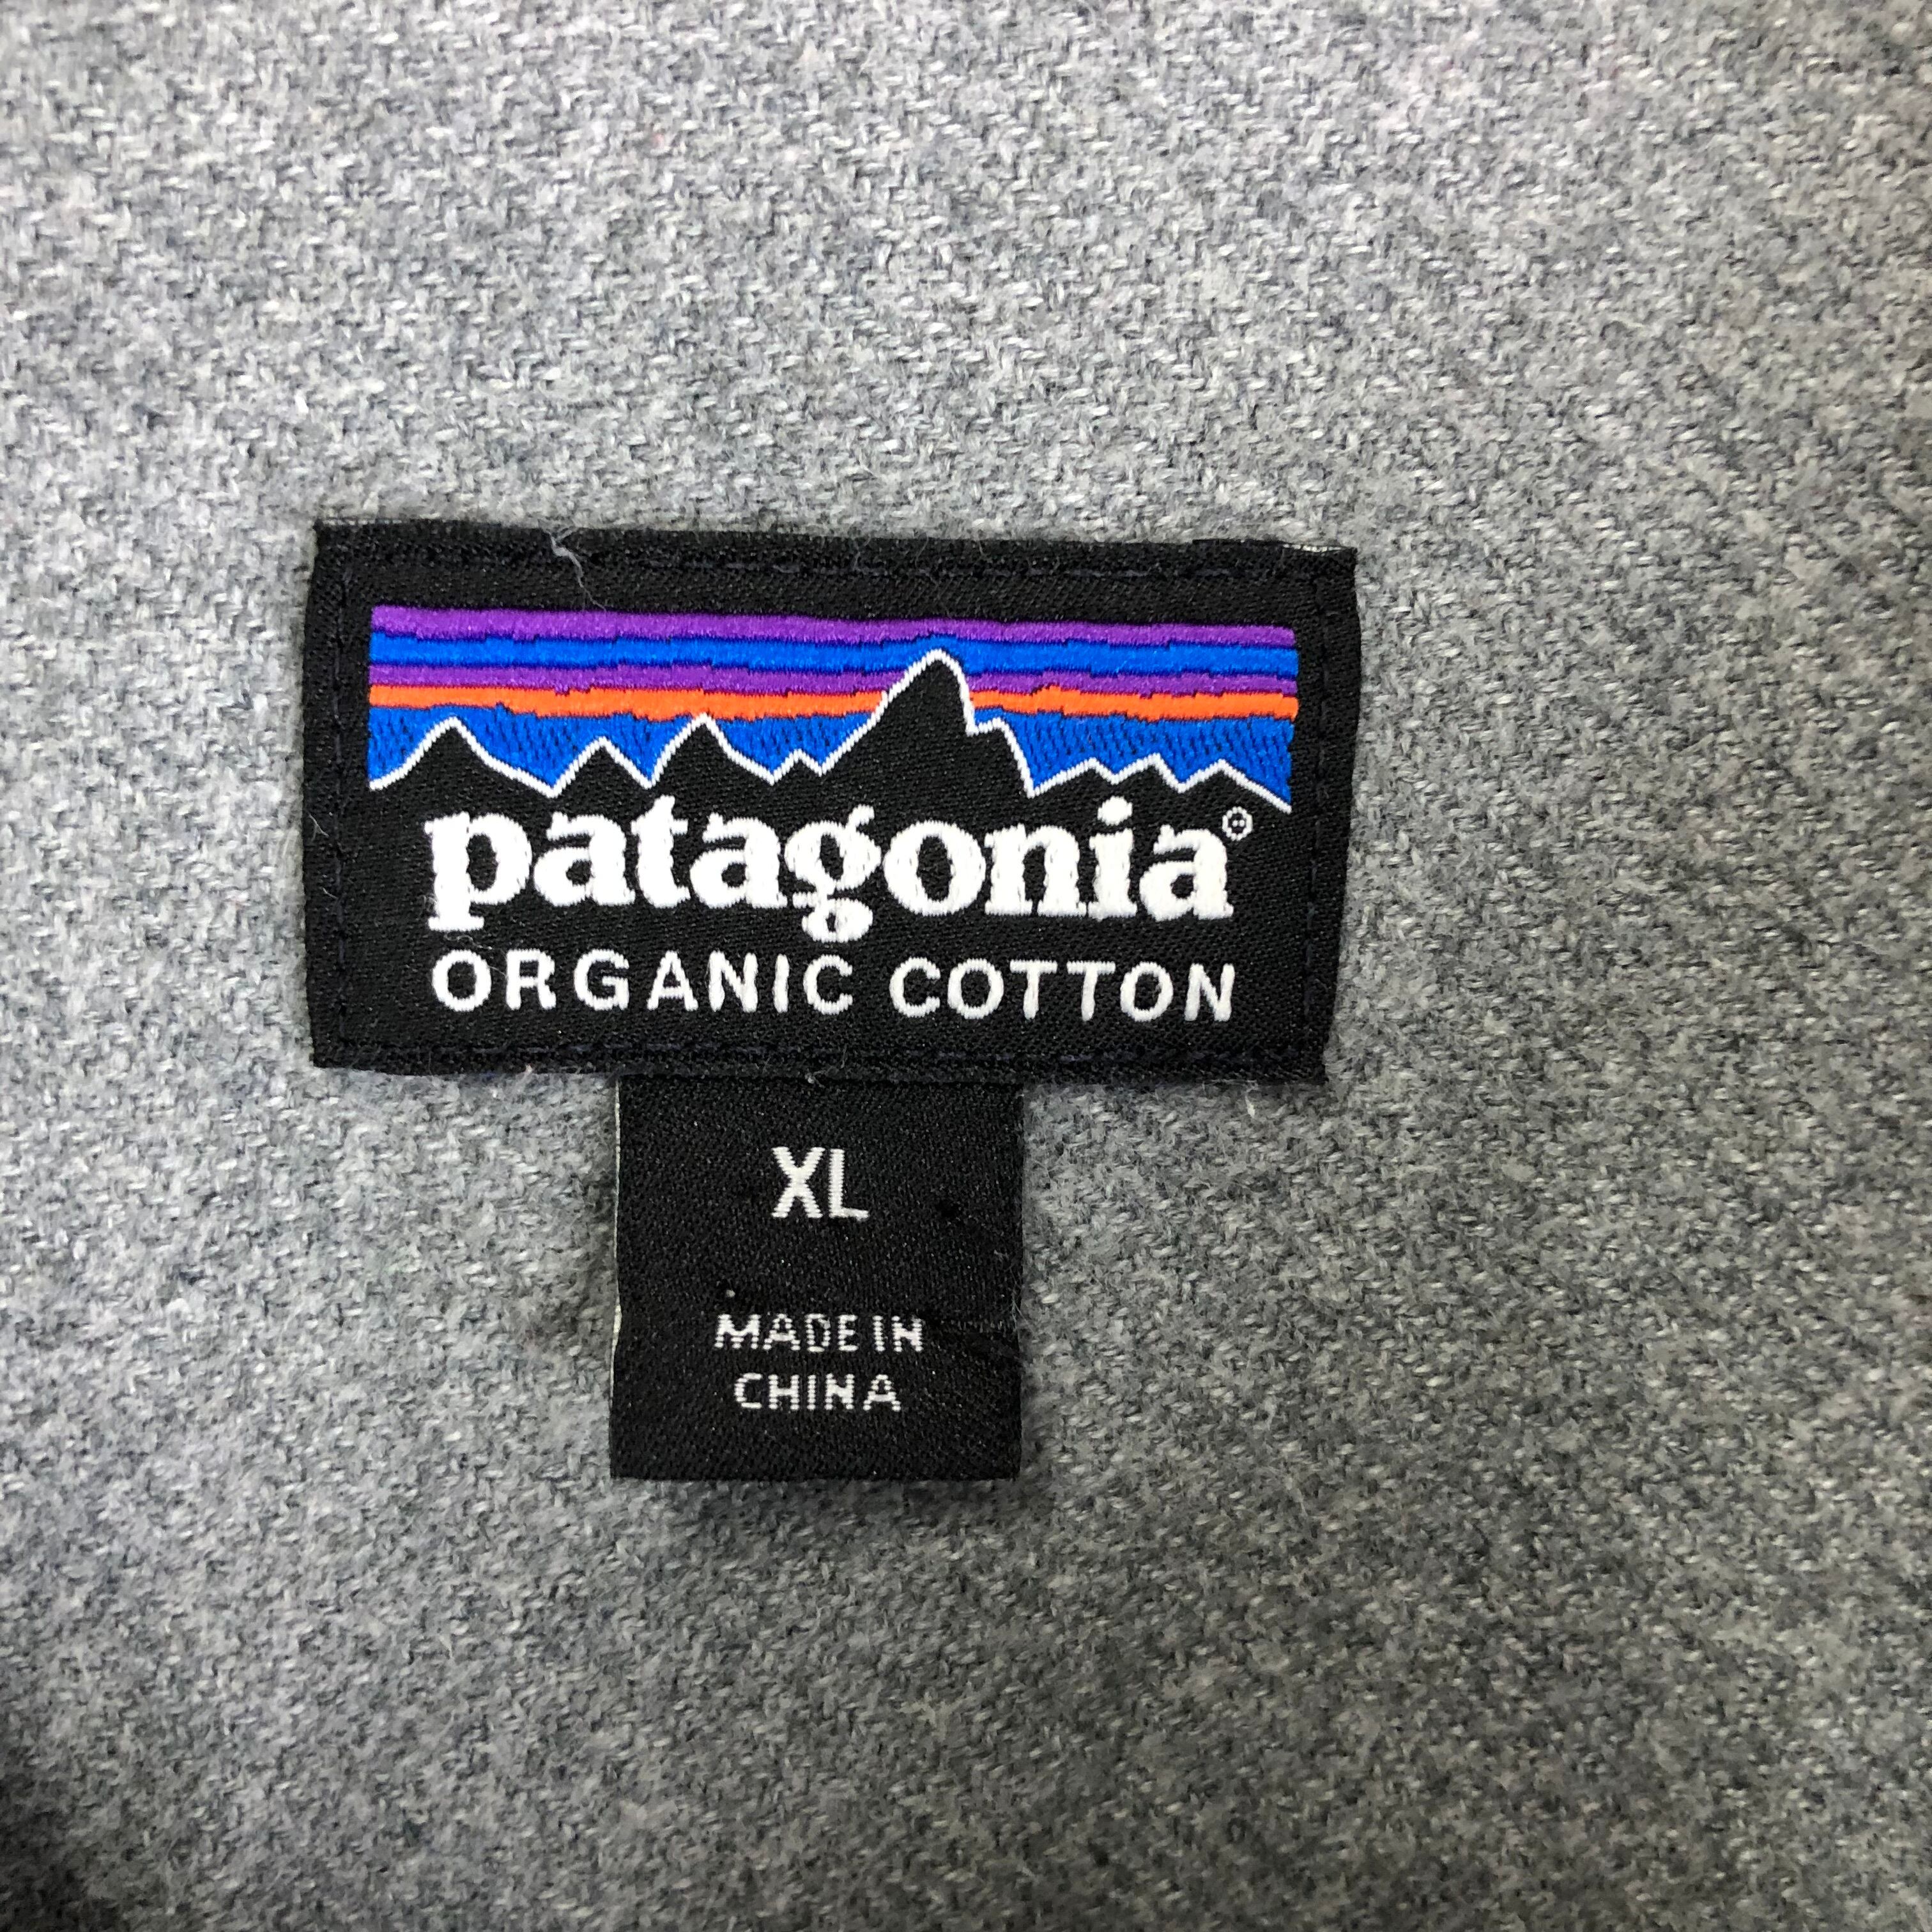 patagonia®
ORGANIC COTTON
XL
MADE IN
CHINA